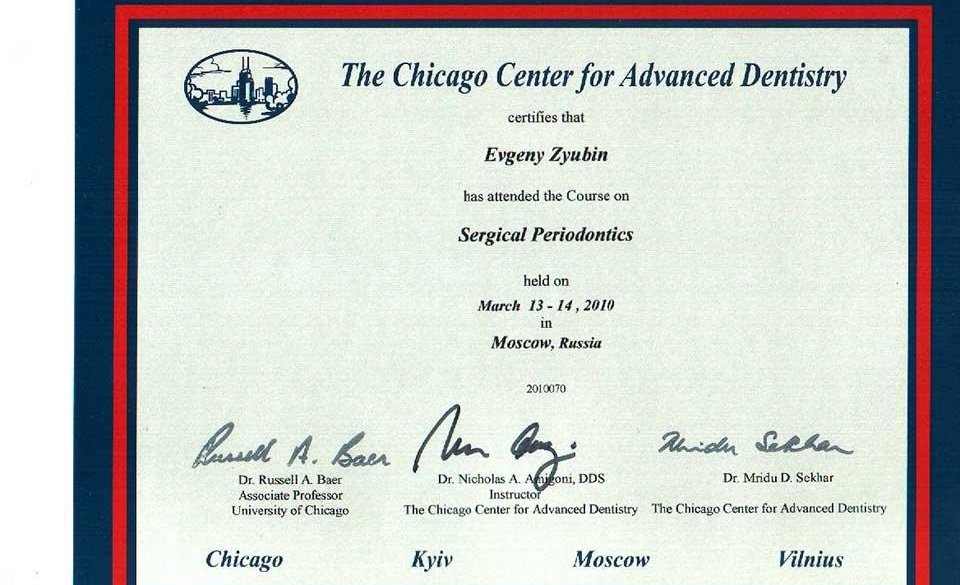 The Chicago Center for Advanced Dentistry
certifies that
Evgeny Zyubin
has attended the Course on
Sergical Periodontics
held on
March 13 - 14 , 2010
in
Moscow, Russia
2010070
Russell A. Baer
Mridu Sekhar
Dr. Russell A. Baer
Associate Professor
University of Chicago
Dr. Nicholas A. Amigoni, DDS
Instructor
The Chicago Center for Advanced Dentistry
Dr. Mridu D. Sekhar
The Chicago Center for Advanced Dentistry
Chicago Kyiv Moscow Vilnius